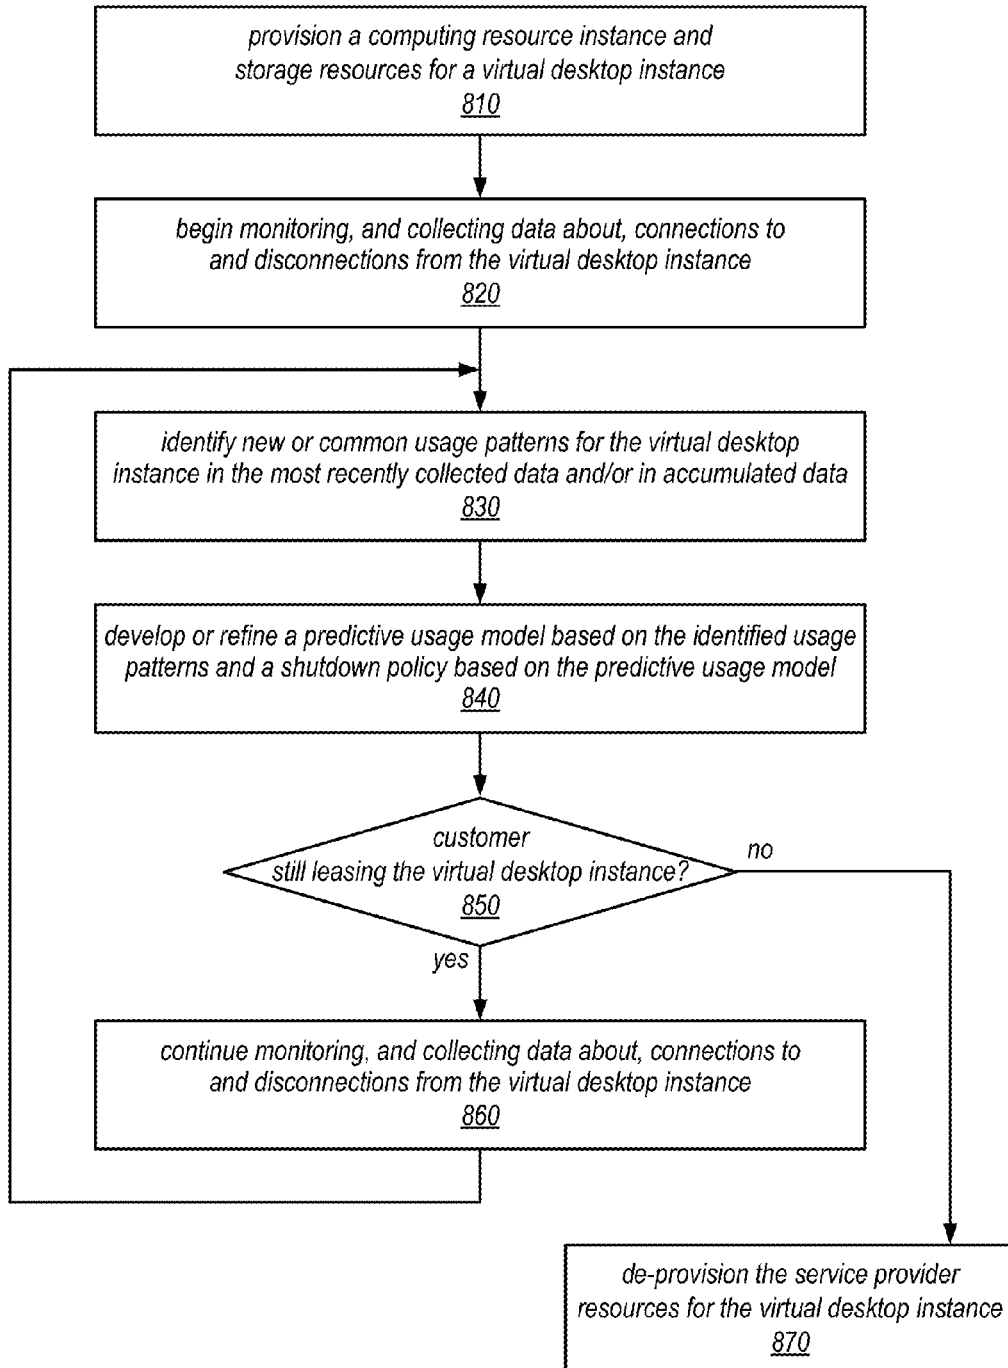 provision a computing resource instance and
storage resources for a virtual desktop instance
810
begin monitoring, and collecting data about, connections to
and disconnections from the virtual desktop instance
820
identify new or common usage patterns for the virtual desktop
instance in the most recently collected data and/or in accumulated data
830
develop or refine a predictive usage model based on the identified usage
patterns and a shutdown policy based on the predictive usage model
840
customer
still leasing the virtual desktop instance?
850
no
yes
continue monitoring, and collecting data about, connections to
and disconnections from the virtual desktop instance
860
de-provision the service provider
resources for the virtual desktop instance
870